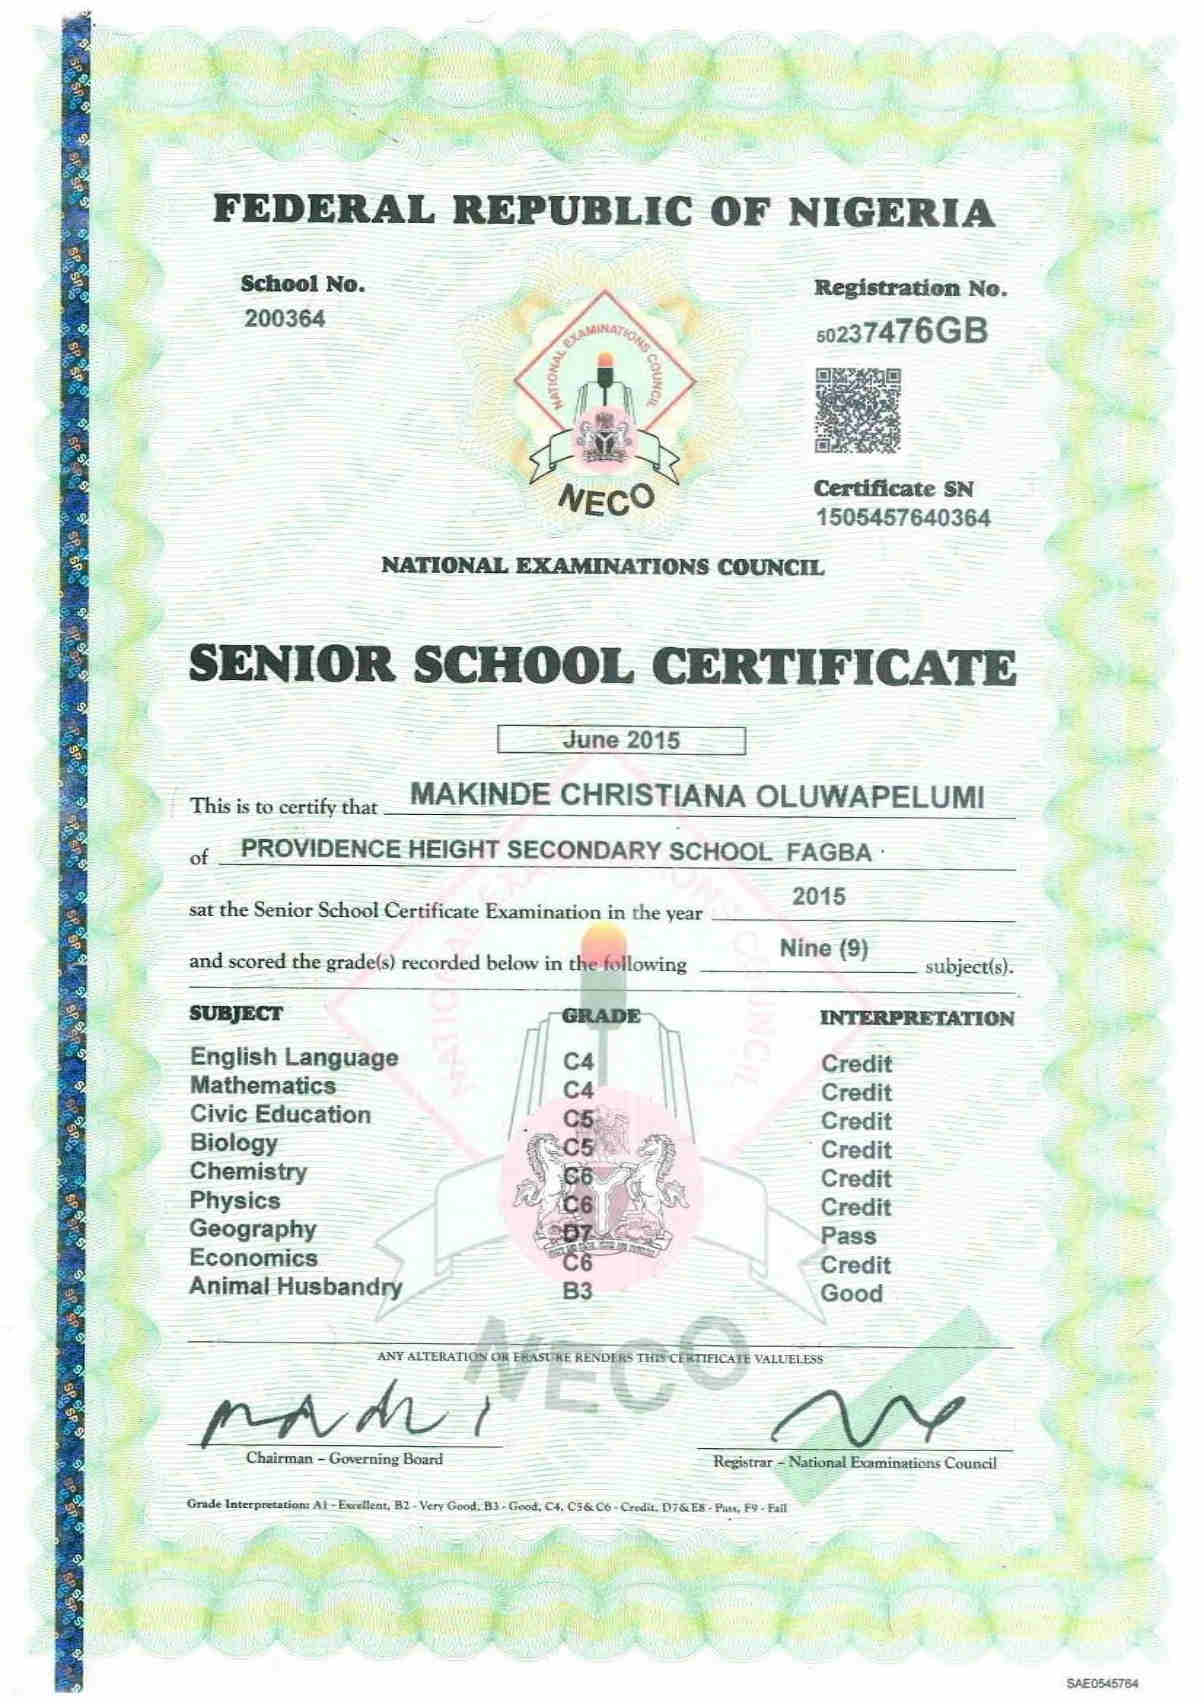 FEDERAL REPUBLIC OF NIGERIA
School No.
200364
Registration No.
50237476GB
NATIONAL EXAMINATIONS COUNCIL
NECO
Certificate SN
1505457640364
NATIONAL EXAMINATIONS COUNCIL
SENIOR SCHOOL CERTIFICATE
June 2015
This is to certify that MAKINDE CHRISTIANA OLUWAPELUMI
of PROVIDENCE HEIGHT SECONDARY SCHOOL FAGBA
sat the Senior School Certificate Examination in the year 2015
and scored the grade(s) recorded below in the following Nine (9) subject(s).
SUBJECT GRADE INTERPRETATION
English Language C4 Credit
Mathematics C4 Credit
Civic Education C5 Credit
Biology C5 Credit
Chemistry C6 Credit
Physics C6 Credit
Geography D7 Pass
Economics C6 Credit
Animal Husbandry B3 Good
NATIONAL EXAMINATIONS COUNCIL
NECO
ANY ALTERATION OR ERASURE RENDERS THIS CERTIFICATE VALUELESS
Chairman – Governing Board
Registrar – National Examinations Council
Grade Interpretation: A1 - Excellent, B2 - Very Good, B3 - Good, C4, C5 & C6 - Credit, D7 & E8 - Pass, F9 - Fail
SAE0545764